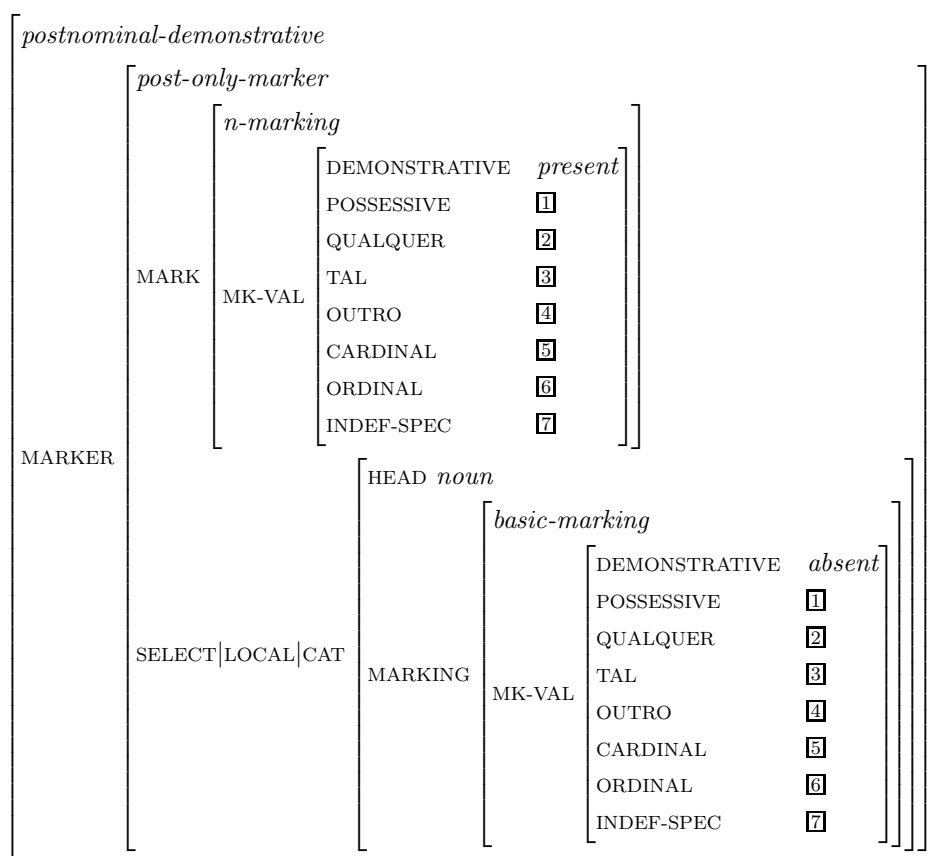 postnominal-demonstrative
post-only-marker
n-marking
DEMONSTRATIVE present
POSSESSIVE 1
QUALQUER 2
MARK MK-VAL TAL 3
OUTRO 4
CARDINAL 5
ORDINAL 6
INDEF-SPEC 7
MARKER
HEAD noun
basic-marking
DEMONSTRATIVE absent
POSSESSIVE 1
QUALQUER 2
SELECT|LOCAL|CAT MARKING MK-VAL TAL 3
OUTRO 4
CARDINAL 5
ORDINAL 6
INDEF-SPEC 7